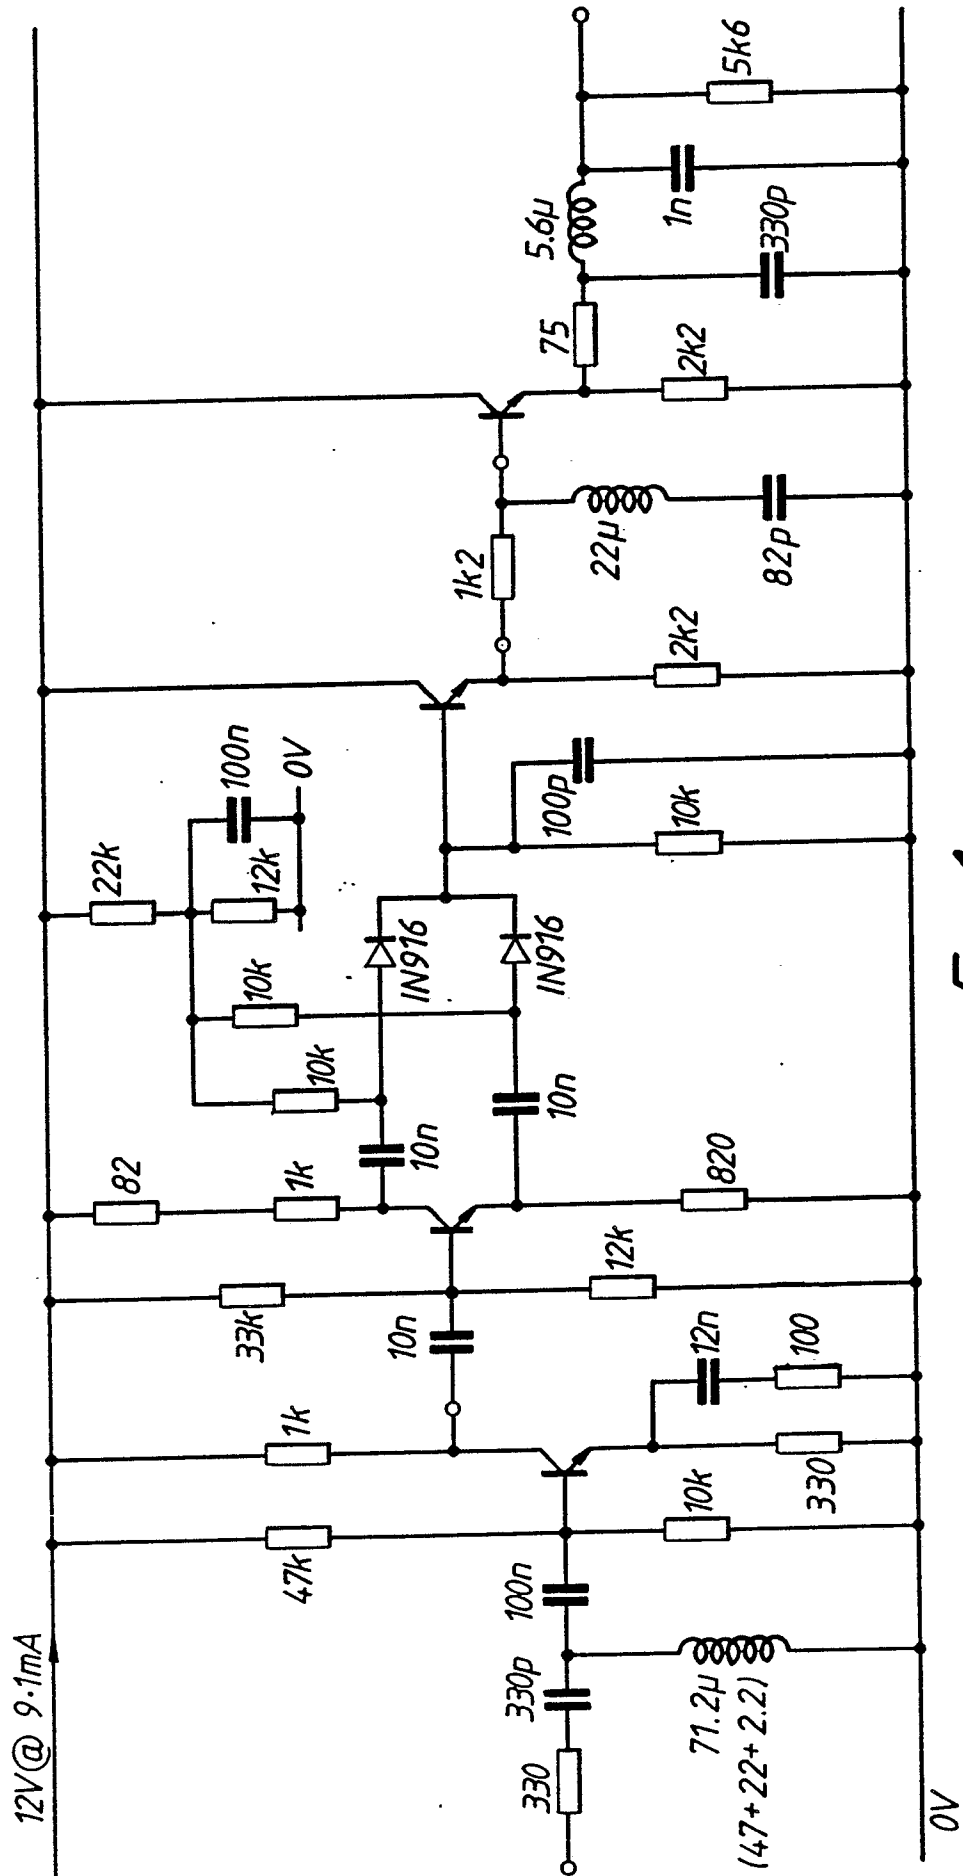 12V@ 9·1mA
0V
330
330p
71.2μ
(47+22+2.2)
100n
47k
10k
1k
330
12n
100
10n
33k
12k
82
1k
820
10n
10n
10k
10k
22k
12k
100n
0V
IN916
IN916
100p
10k
2k2
1k2
22μ
82p
75
2k2
5.6μ
330p
1n
5k6